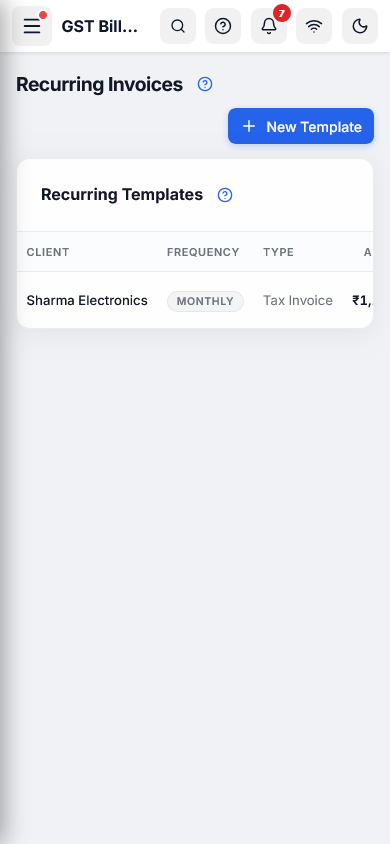 GST Bill...
7
Recurring Invoices
New Template
Recurring Templates
CLIENT FREQUENCY TYPE A
Sharma Electronics MONTHLY Tax Invoice ₹1,